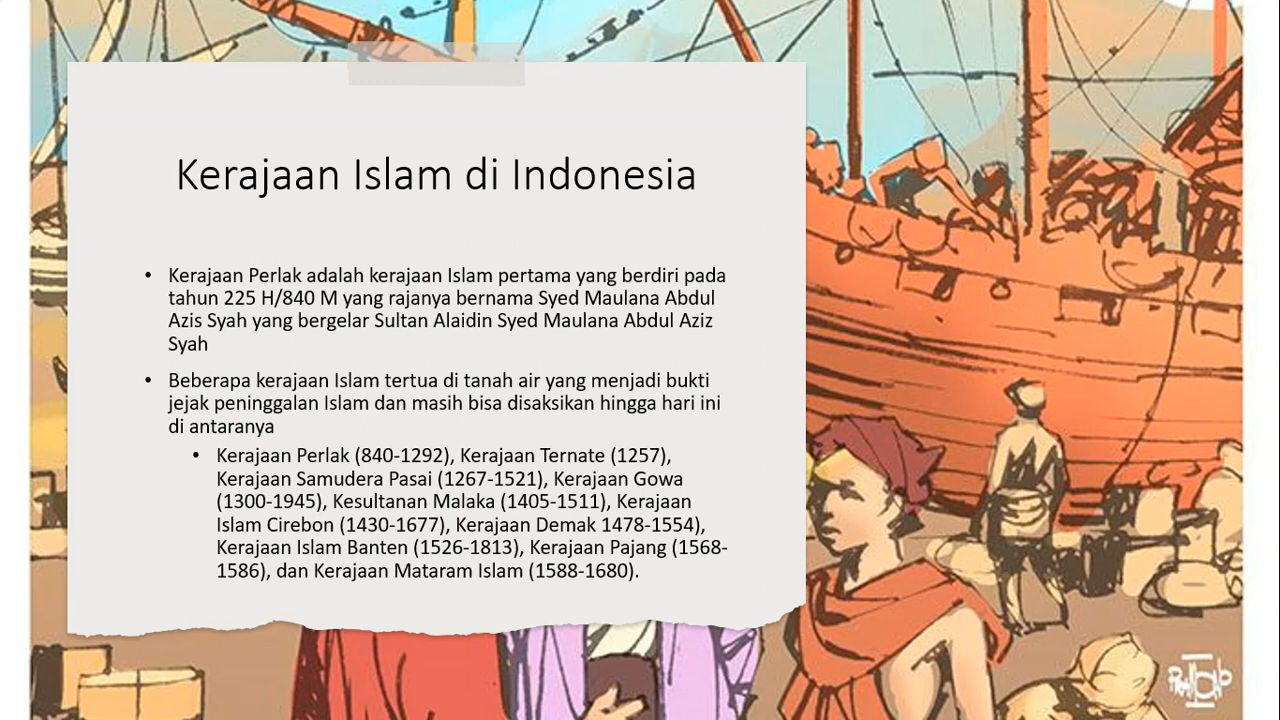 Kerajaan Islam di Indonesia
• Kerajaan Perlak adalah kerajaan Islam pertama yang berdiri pada
tahun 225 H/840 M yang rajanya bernama Syed Maulana Abdul
Azis Syah yang bergelar Sultan Alaidin Syed Maulana Abdul Aziz
Syah
• Beberapa kerajaan Islam tertua di tanah air yang menjadi bukti
jejak peninggalan Islam dan masih bisa disaksikan hingga hari ini
di antaranya
• Kerajaan Perlak (840-1292), Kerajaan Ternate (1257),
Kerajaan Samudera Pasai (1267-1521), Kerajaan Gowa
(1300-1945), Kesultanan Malaka (1405-1511), Kerajaan
Islam Cirebon (1430-1677), Kerajaan Demak 1478-1554),
Kerajaan Islam Banten (1526-1813), Kerajaan Pajang (1568-
1586), dan Kerajaan Mataram Islam (1588-1680).